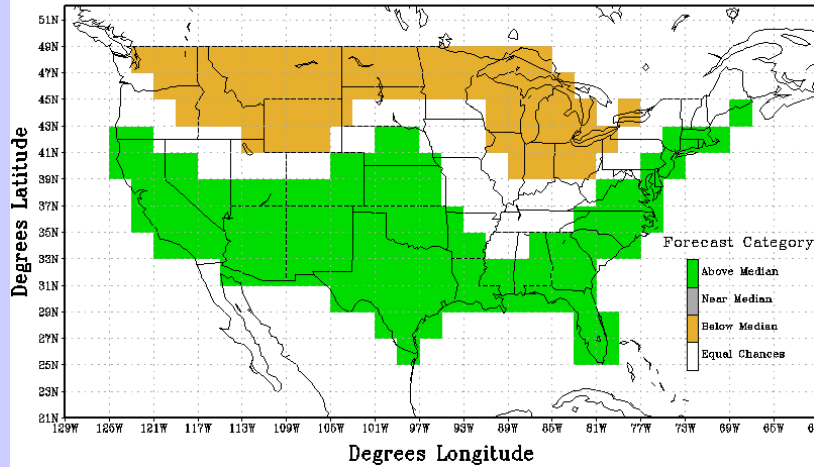 51N
49N
47N
45N
43N
41N
39N
37N
35N
33N
31N
29N
27N
25N
23N
21N
Degrees Latitude
Forecast Category
Above Median
Near Median
Below Median
Equal Chances
129W 125W 121W 117W 113W 109W 105W 101W 97W 93W 89W 85W 81W 77W 73W 69W 65W
Degrees Longitude